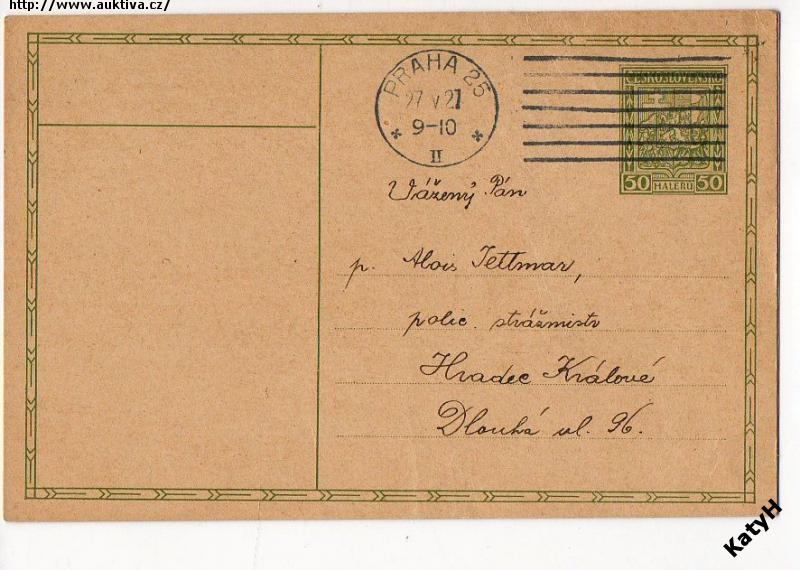 http://www.auktiva.cz/
PRAHA 25
27 V 27
9-10
II
ČESKOSLOVENSKO
50 HALÉŘŮ 50
Vážený Pán
p. Alois Tettmar,
polic. strážmistr
Hradec Králové
Dlouhá ul. 96.
KatyH